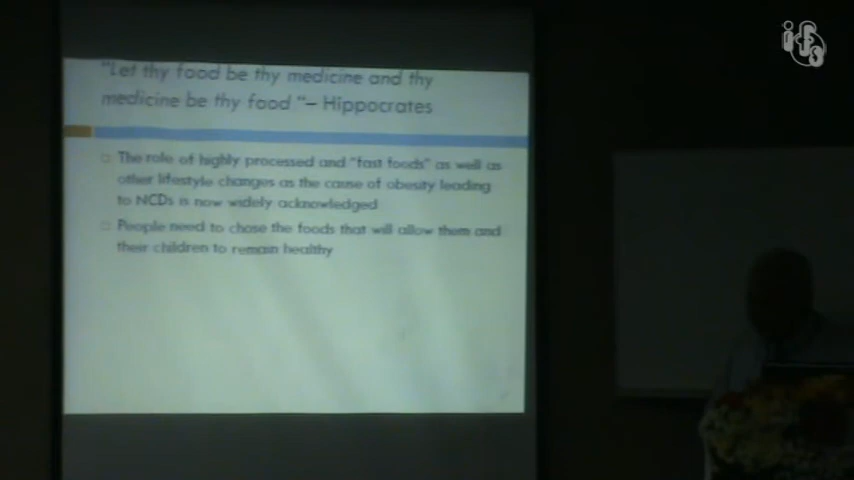 "Let thy food be thy medicine and thy
medicine be thy food "– Hippocrates
The role of highly processed and "fast foods" as well as
other lifestyle changes as the cause of obesity leading
to NCDs is now widely acknowledged
People need to chose the foods that will allow them and
their children to remain healthy